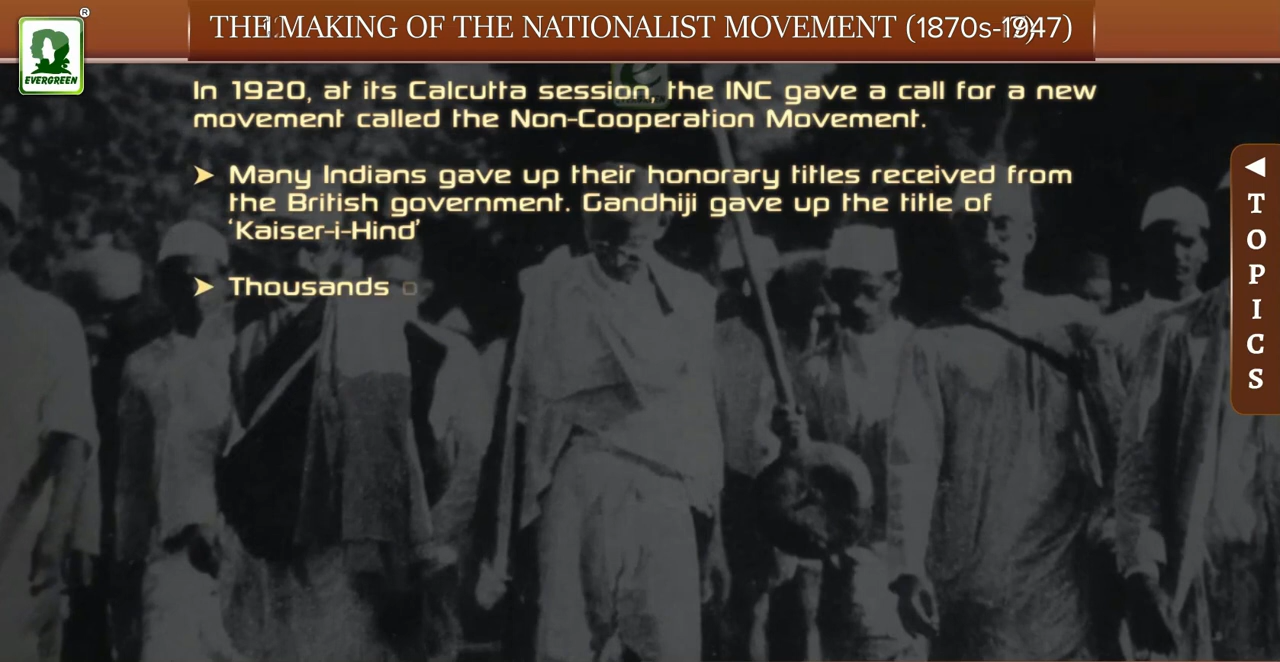 THE MAKING OF THE NATIONALIST MOVEMENT (1870s-1947)
®
EVERGREEN
In 1920, at its Calcutta session, the INC gave a call for a new
movement called the Non-Cooperation Movement.
➤ Many Indians gave up their honorary titles received from
the British government. Gandhiji gave up the title of
‘Kaiser-i-Hind’
➤ Thousands o
◀ TOPICS